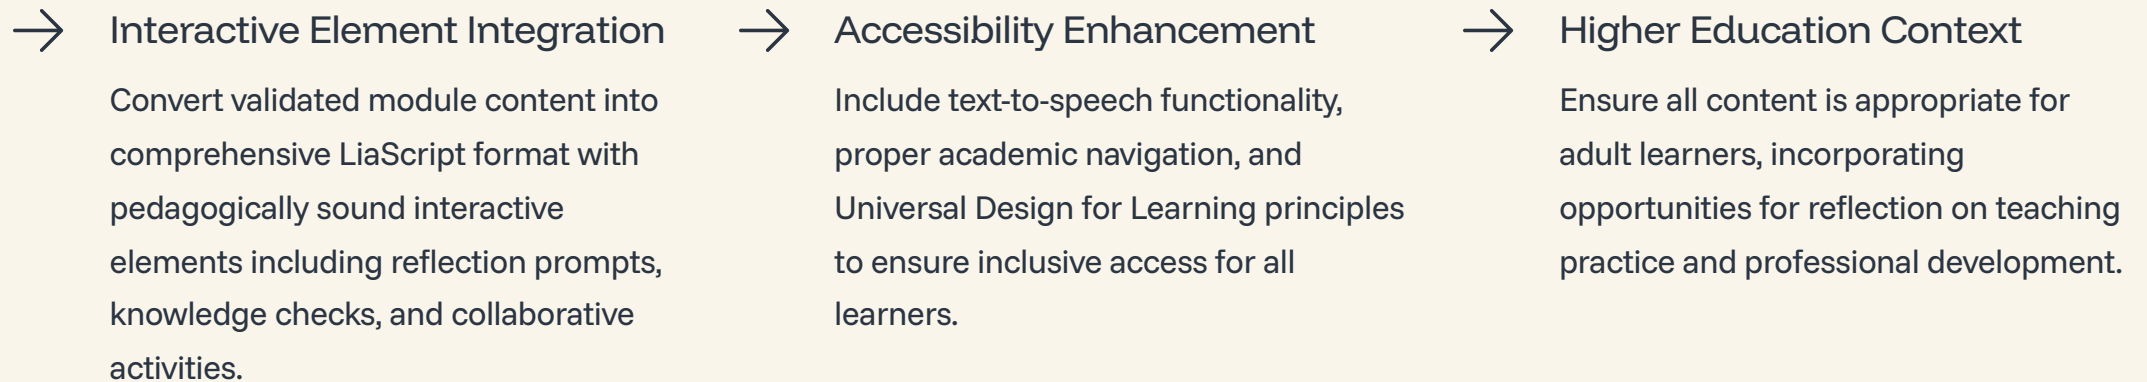 Interactive Element Integration
Convert validated module content into
comprehensive LiaScript format with
pedagogically sound interactive
elements including reflection prompts,
knowledge checks, and collaborative
activities.
Accessibility Enhancement
Include text-to-speech functionality,
proper academic navigation, and
Universal Design for Learning principles
to ensure inclusive access for all
learners.
Higher Education Context
Ensure all content is appropriate for
adult learners, incorporating
opportunities for reflection on teaching
practice and professional development.